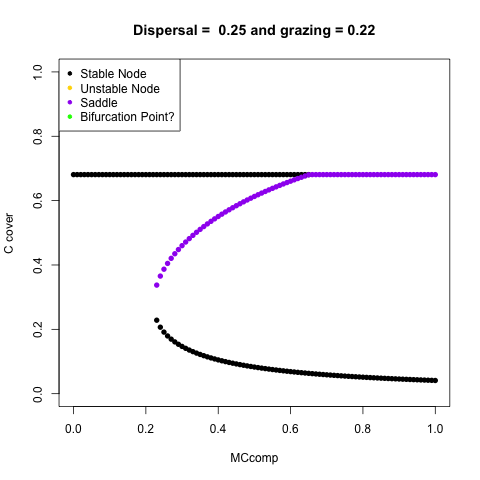 Dispersal =  0.25 and grazing = 0.22
Stable Node
Unstable Node
Saddle
Bifurcation Point?
C cover
1.0
0.8
0.6
0.4
0.2
0.0
0.0 0.2 0.4 0.6 0.8 1.0
MCcomp